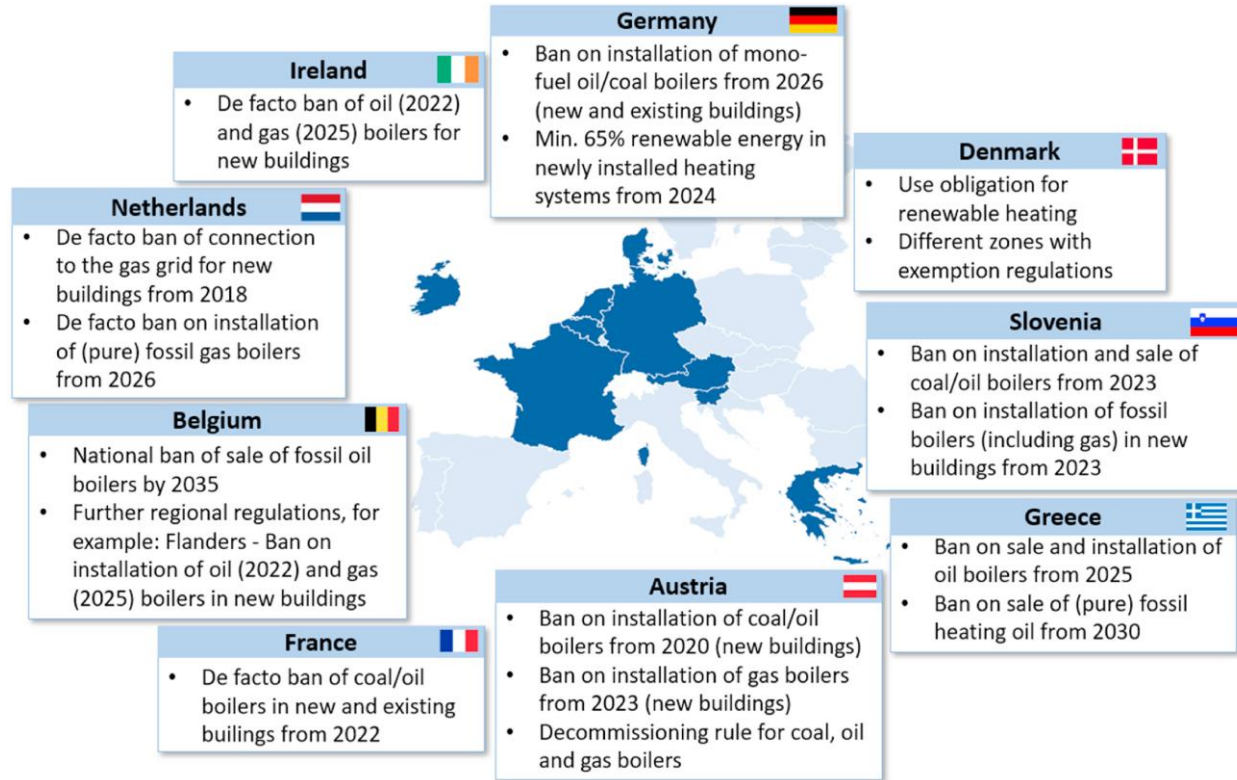 Germany
• Ban on installation of mono-
fuel oil/coal boilers from 2026
(new and existing buildings)
• Min. 65% renewable energy in
newly installed heating
systems from 2024
Ireland
• De facto ban of oil (2022)
and gas (2025) boilers for
new buildings
Denmark
• Use obligation for
renewable heating
• Different zones with
exemption regulations
Netherlands
• De facto ban of connection
to the gas grid for new
buildings from 2018
• De facto ban on installation
of (pure) fossil gas boilers
from 2026
Slovenia
• Ban on installation and sale of
coal/oil boilers from 2023
• Ban on installation of fossil
boilers (including gas) in new
buildings from 2023
Belgium
• National ban of sale of fossil oil
boilers by 2035
• Further regional regulations, for
example: Flanders - Ban on
installation of oil (2022) and gas
(2025) boilers in new buildings
Greece
• Ban on sale and installation of
oil boilers from 2025
• Ban on sale of (pure) fossil
heating oil from 2030
Austria
• Ban on installation of coal/oil
boilers from 2020 (new buildings)
• Ban on installation of gas boilers
from 2023 (new buildings)
• Decommissioning rule for coal, oil
and gas boilers
France
• De facto ban of coal/oil
boilers in new and existing
builings from 2022